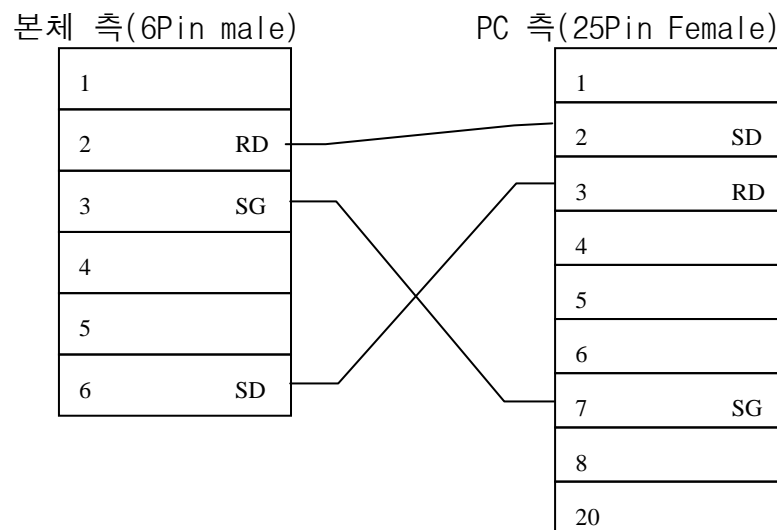 본체 측(6Pin male)
1
2 RD
3 SG
4
5
6 SD
PC 측(25Pin Female)
1
2 SD
3 RD
4
5
6
7 SG
8
20